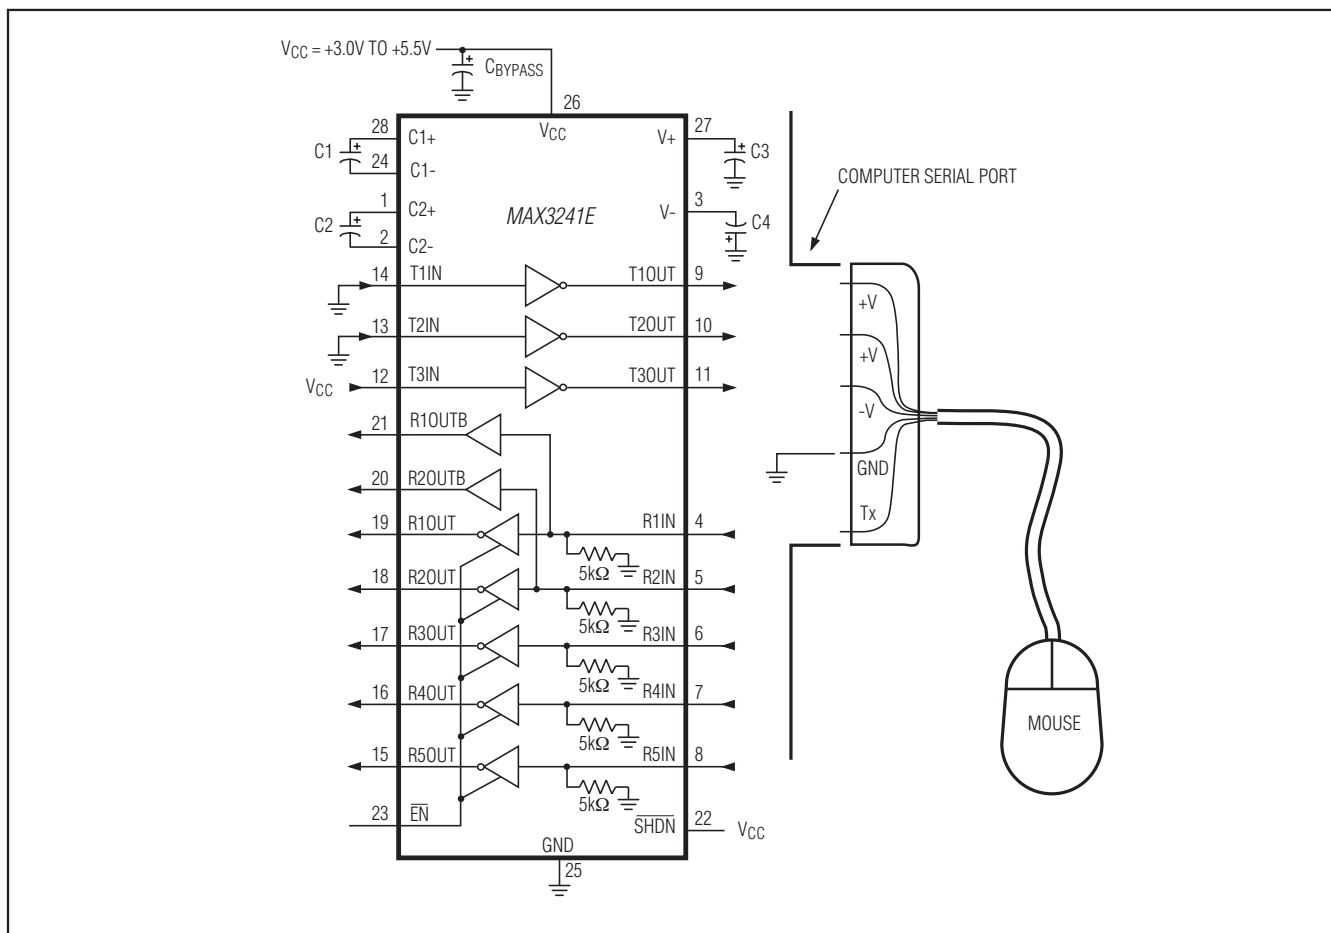 VCC = +3.0V TO +5.5V
+
CBYPASS
26
VCC
28
C1+
C1
+
24
C1-
1
C2+
C2
+
2
C2-
MAX3241E
V+
27
+
C3
V-
3
C4
+
14
T1IN
T1OUT
9
13
T2IN
T2OUT
10
VCC
12
T3IN
T3OUT
11
21
R1OUTB
20
R2OUTB
19
R1OUT
R1IN
4
5kΩ
18
R2OUT
R2IN
5
5kΩ
17
R3OUT
R3IN
6
5kΩ
16
R4OUT
R4IN
7
5kΩ
15
R5OUT
R5IN
8
5kΩ
23
EN
SHDN
22
VCC
GND
25
COMPUTER SERIAL PORT
+V
+V
-V
GND
Tx
MOUSE